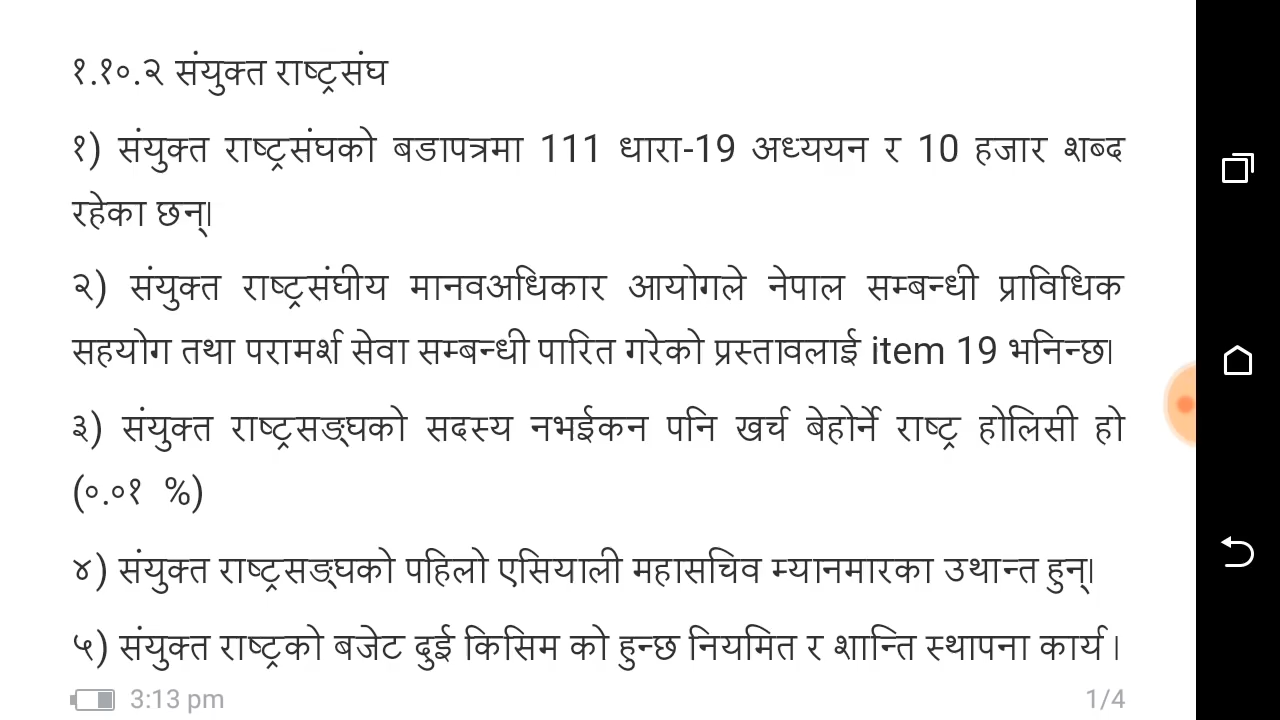 १.१०.२ संयुक्त राष्ट्रसंघ
१) संयुक्त राष्ट्रसंघको बडापत्रमा 111 धारा-19 अध्ययन र 10 हजार शब्द
रहेका छन्।
२) संयुक्त राष्ट्रसंघीय मानवअधिकार आयोगले नेपाल सम्बन्धी प्राविधिक
सहयोग तथा परामर्श सेवा सम्बन्धी पारित गरेको प्रस्तावलाई item 19 भनिन्छ।
३) संयुक्त राष्ट्रसङ्घको सदस्य नभईकन पनि खर्च बेहोर्ने राष्ट्र होलिसी हो
(०.०१ %)
४) संयुक्त राष्ट्रसङ्घको पहिलो एसियाली महासचिव म्यानमारका उथान्त हुन्।
५) संयुक्त राष्ट्रको बजेट दुई किसिम को हुन्छ नियमित र शान्ति स्थापना कार्य।
3:13 pm 1/4